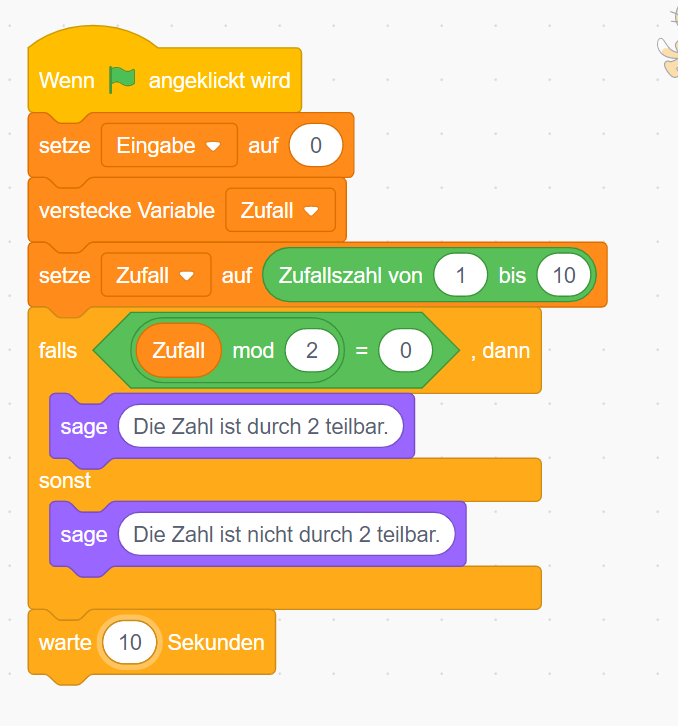 Wenn angeklickt wird
setze Eingabe auf 0
verstecke Variable Zufall
setze Zufall auf Zufallszahl von 1 bis 10
falls Zufall mod 2 = 0 , dann
sage Die Zahl ist durch 2 teilbar.
sonst
sage Die Zahl ist nicht durch 2 teilbar.
warte 10 Sekunden